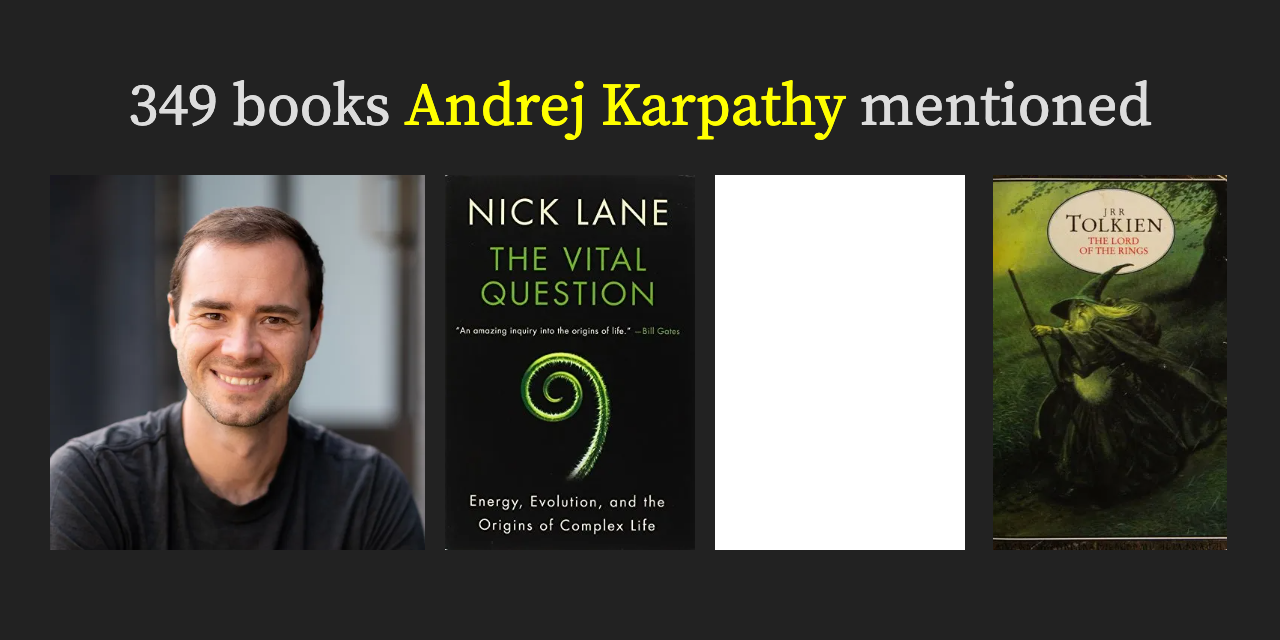 349 books Andrej Karpathy mentioned
NICK LANE
THE VITAL
QUESTION
“An amazing inquiry into the origins of life.” —Bill Gates
Energy, Evolution, and the
Origins of Complex Life
JRR
TOLKIEN
THE LORD
OF THE RINGS